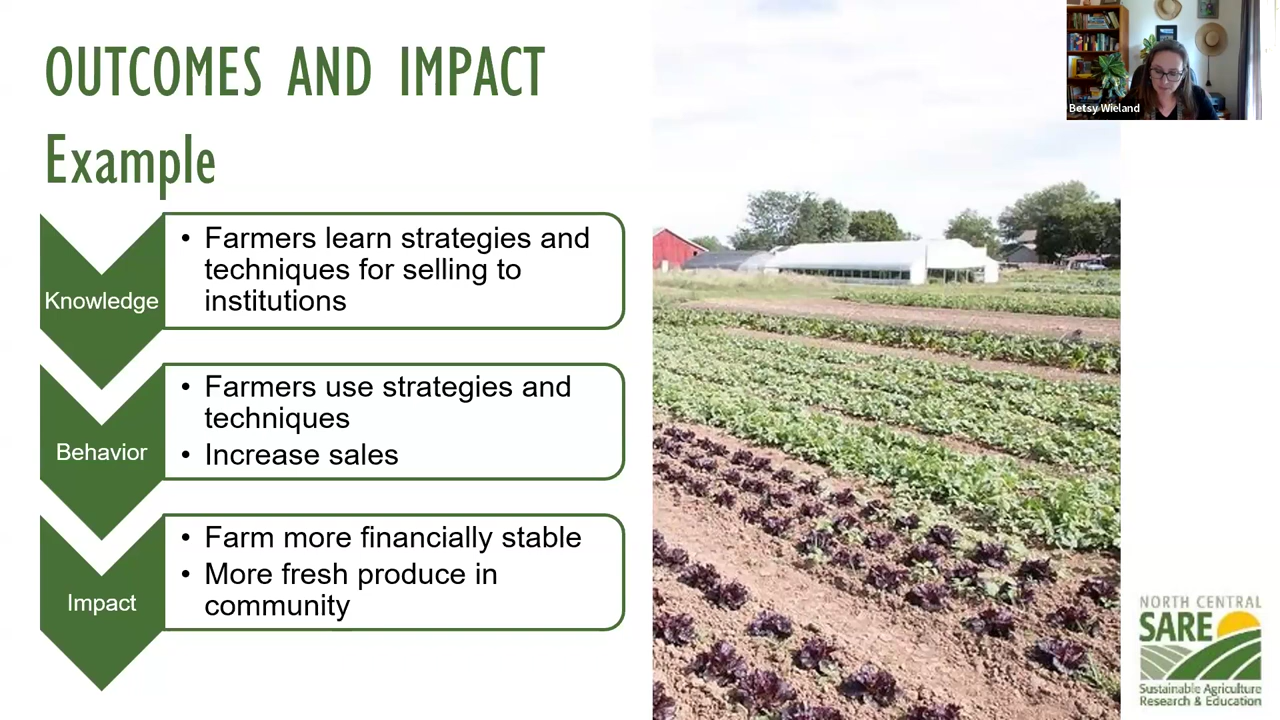 OUTCOMES AND IMPACT
Example
Knowledge
• Farmers learn strategies and
techniques for selling to
institutions
Behavior
• Farmers use strategies and
techniques
• Increase sales
Impact
• Farm more financially stable
• More fresh produce in
community
Betsy Wieland
NORTH CENTRAL
SARE
Sustainable Agriculture
Research & Education